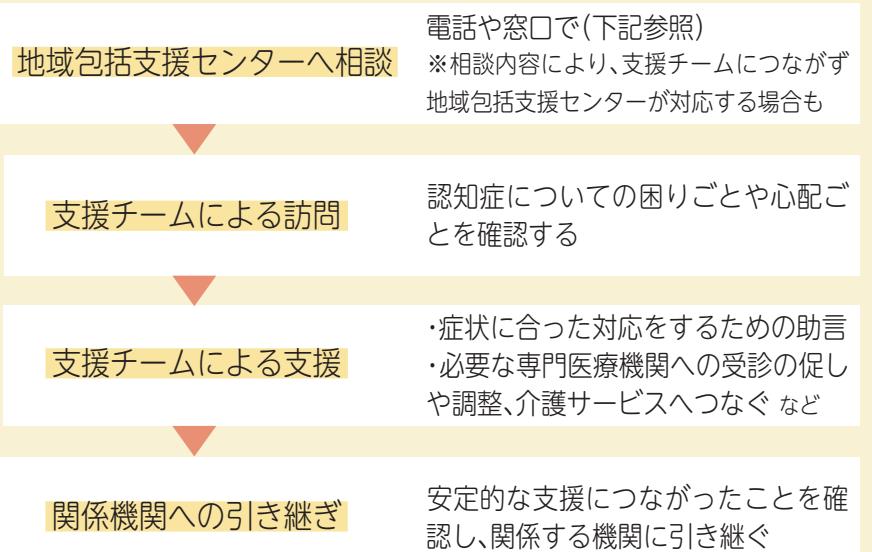 地域包括支援センターへ相談
電話や窓口で(下記参照)
※相談内容により、支援チームにつながず
地域包括支援センターが対応する場合も
支援チームによる訪問
認知症についての困りごとや心配ご
とを確認する
支援チームによる支援
・症状に合った対応をするための助言
・必要な専門医療機関への受診の促し
や調整、介護サービスへつなぐ など
関係機関への引き継ぎ
安定的な支援につながったことを確
認し、関係する機関に引き継ぐ